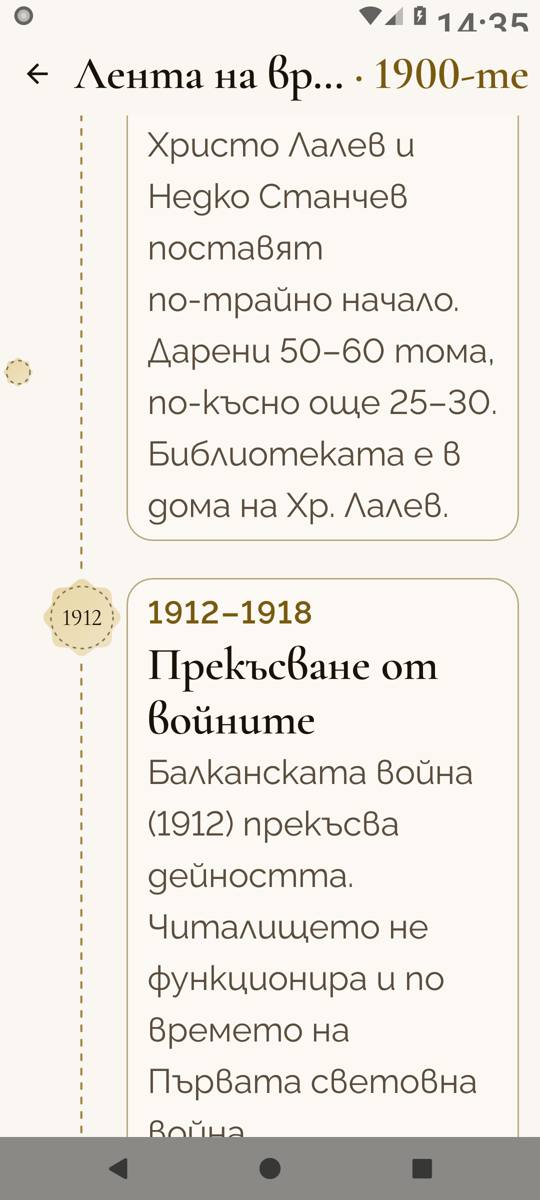 14:35
Лента на вр... · 1900-те
Христо Лалев и
Недко Станчев
поставят
по-трайно начало.
Дарени 50–60 тома,
по-късно още 25–30.
Библиотеката е в
дома на Хр. Лалев.
1912
1912–1918
Прекъсване от
войните
Балканската война
(1912) прекъсва
дейността.
Читалището не
функционира и по
времето на
Първата световна
война